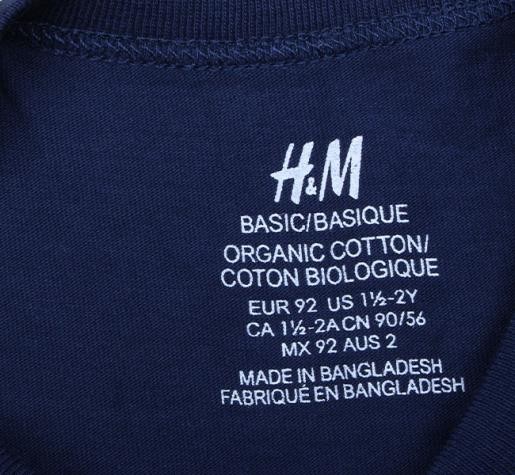 H&M
BASIC/BASIQUE
ORGANIC COTTON/
COTON BIOLOGIQUE
EUR 92 US 1½-2Y
CA 1½-2A CN 90/56
MX 92 AUS 2
MADE IN BANGLADESH
FABRIQUÉ EN BANGLADESH